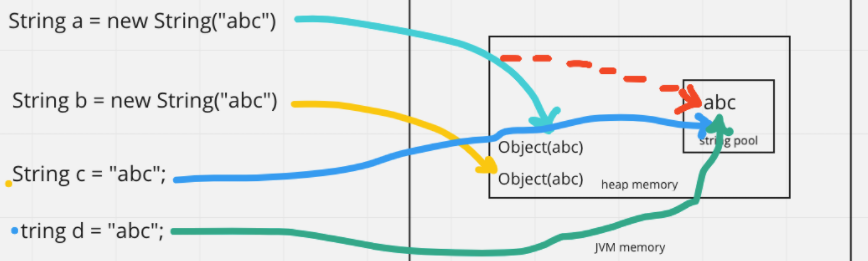 String a = new String("abc")
String b = new String("abc")
String c = "abc";
tring d = "abc";
abc
string pool
Object(abc)
Object(abc)
heap memory
JVM memory